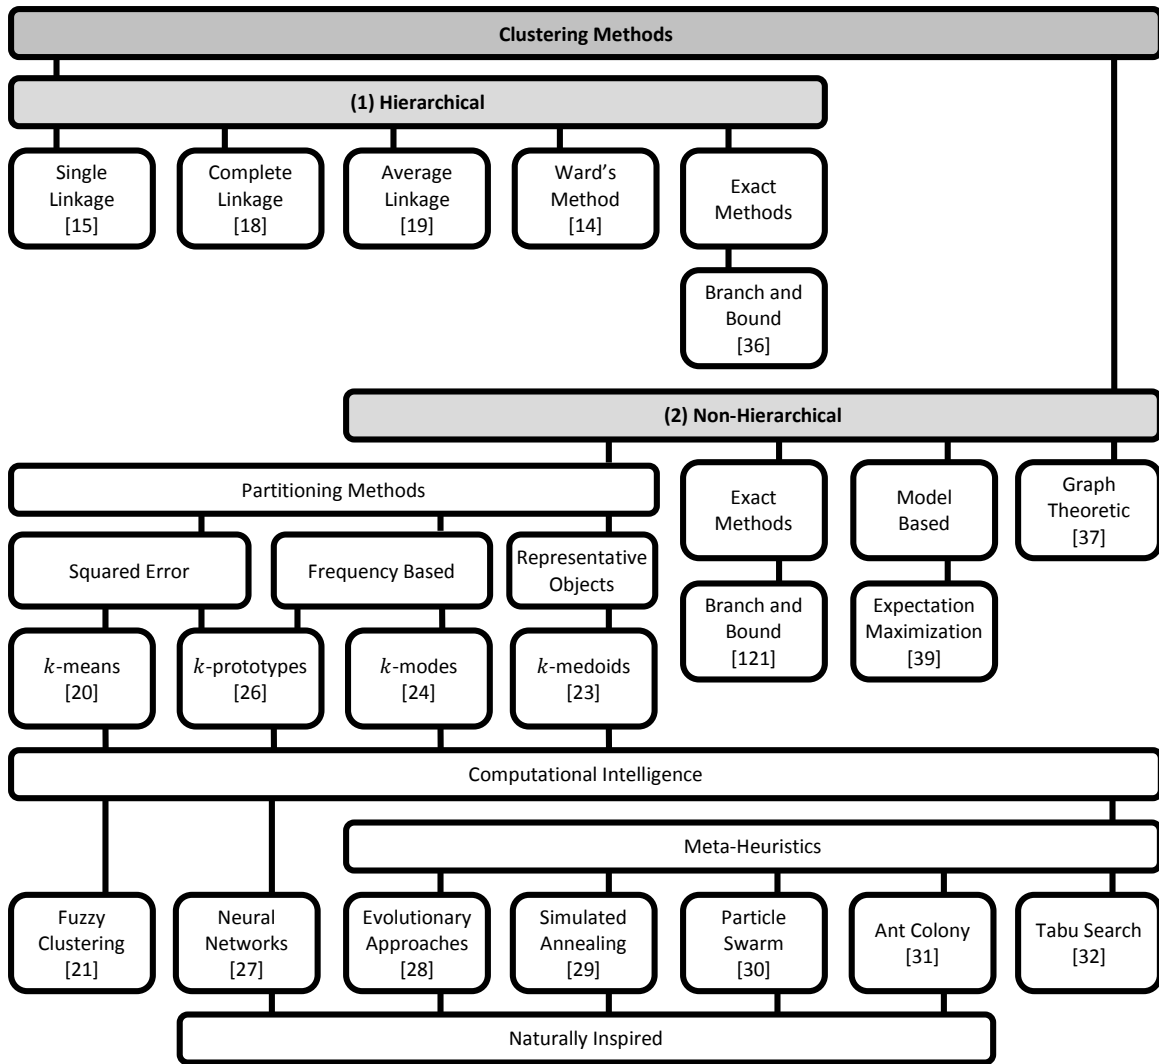 Clustering Methods
(1) Hierarchical
Single
Linkage
[15]
Complete
Linkage
[18]
Average
Linkage
[19]
Ward’s
Method
[14]
Exact
Methods
Branch and
Bound
[36]
(2) Non-Hierarchical
Partitioning Methods
Exact
Methods
Model
Based
Graph
Theoretic
[37]
Squared Error
Frequency Based
Representative
Objects
Branch and
Bound
[121]
Expectation
Maximization
[39]
k-means
[20]
k-prototypes
[26]
k-modes
[24]
k-medoids
[23]
Computational Intelligence
Meta-Heuristics
Fuzzy
Clustering
[21]
Neural
Networks
[27]
Evolutionary
Approaches
[28]
Simulated
Annealing
[29]
Particle
Swarm
[30]
Ant Colony
[31]
Tabu Search
[32]
Naturally Inspired